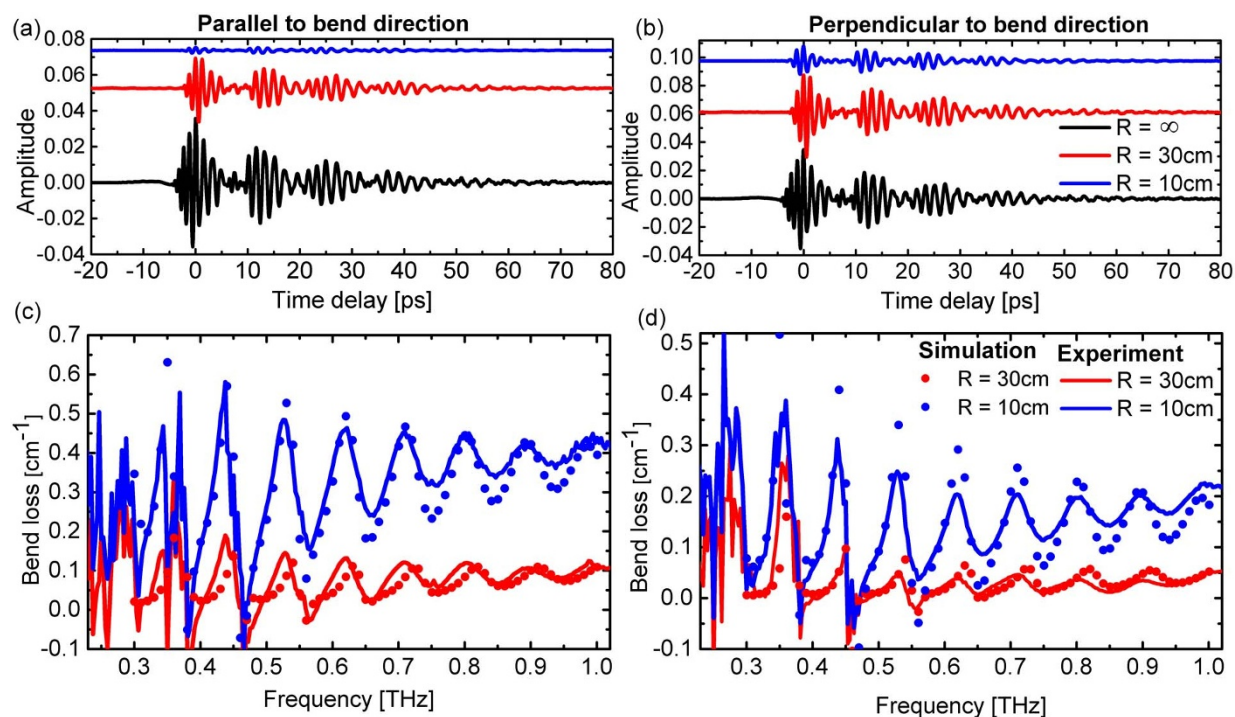 (a)
Parallel to bend direction
0.08
0.06
0.04
0.02
0.00
-0.02
-0.04
Amplitude
-20 -10 0 10 20 30 40 50 60 70 80
Time delay [ps]
(b)
Perpendicular to bend direction
0.10
0.08
0.06
0.04
0.02
0.00
-0.02
-0.04
Amplitude
R = ∞
R = 30cm
R = 10cm
-20 -10 0 10 20 30 40 50 60 70 80
Time delay [ps]
(c)
0.7
0.6
0.5
0.4
0.3
0.2
0.1
0.0
-0.1
Bend loss [cm⁻¹]
0.3 0.4 0.5 0.6 0.7 0.8 0.9 1.0
Frequency [THz]
(d)
0.5
0.4
0.3
0.2
0.1
0.0
-0.1
Bend loss [cm⁻¹]
Simulation Experiment
R = 30cm R = 30cm
R = 10cm R = 10cm
0.3 0.4 0.5 0.6 0.7 0.8 0.9 1.0
Frequency [THz]